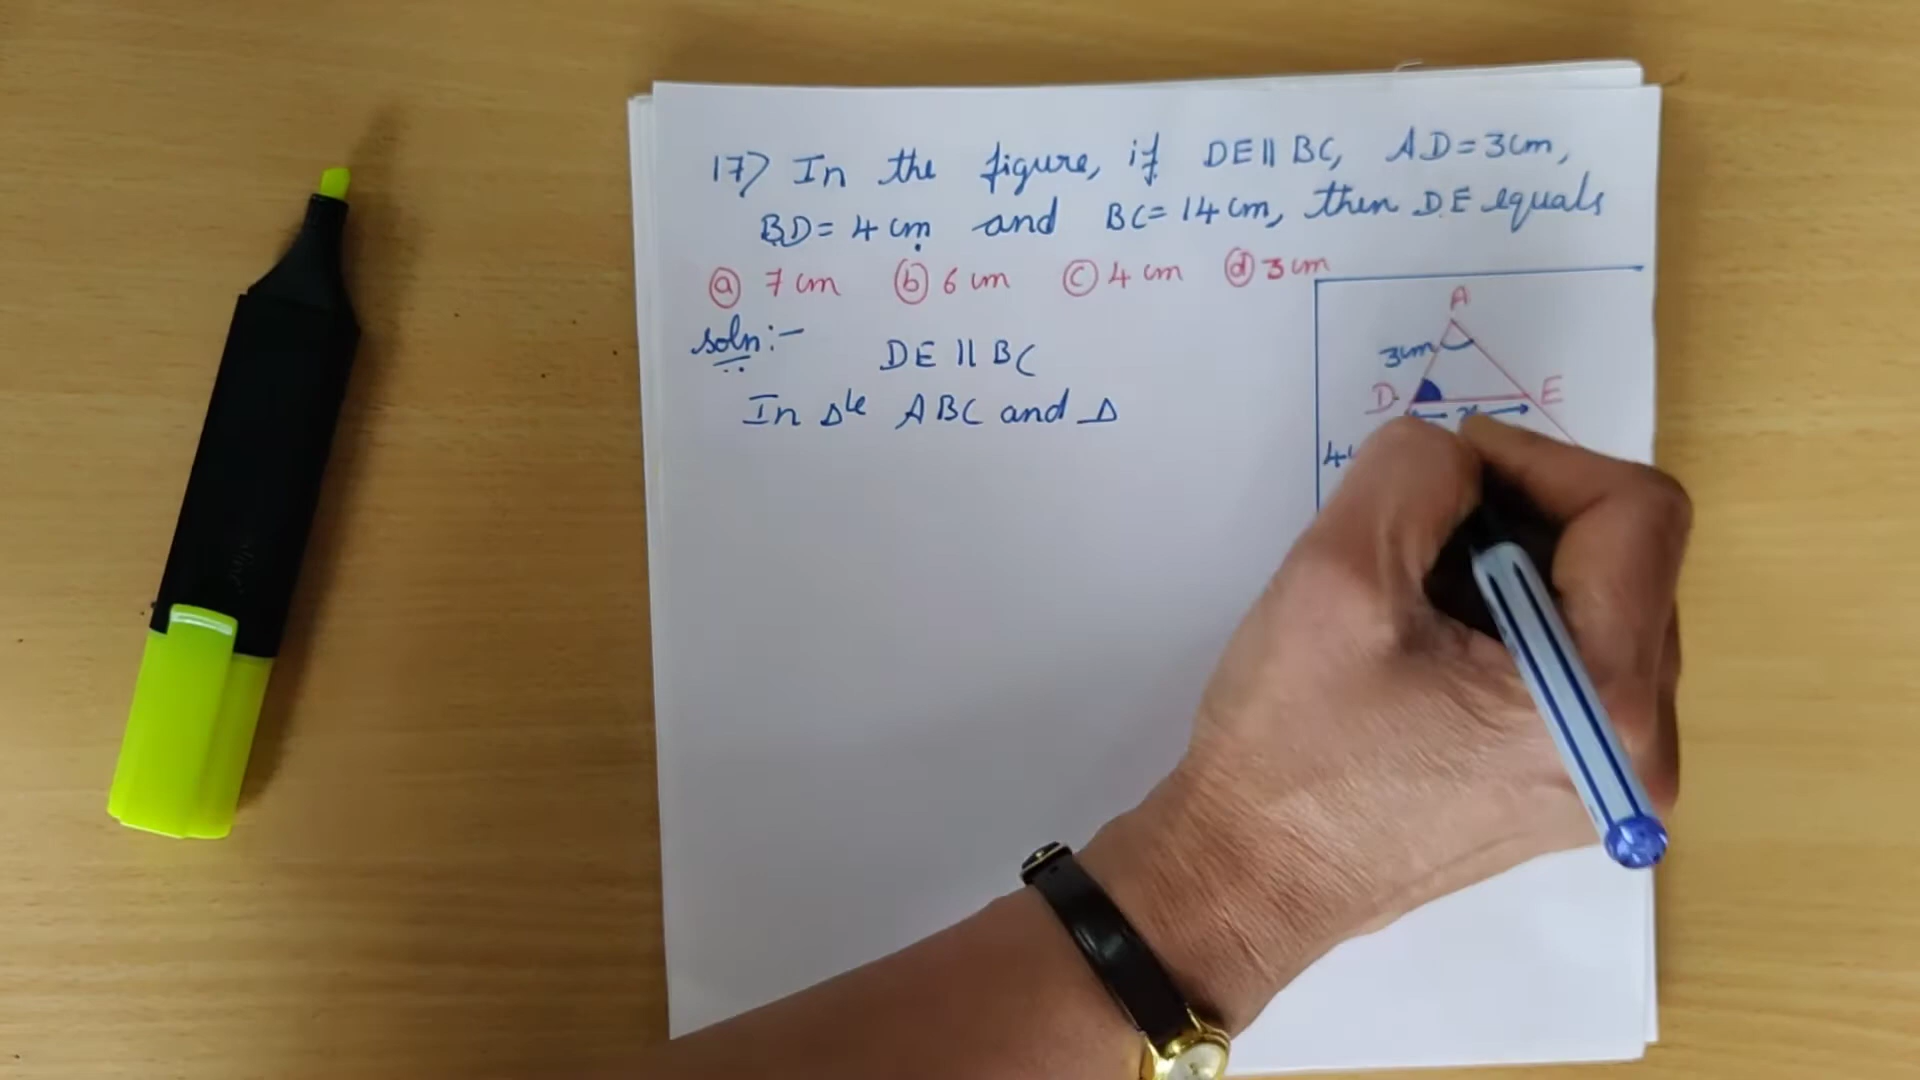 17) In the figure, if DE || BC, AD = 3cm,
BD = 4 cm and BC = 14 cm, then DE equals
ⓐ 7 cm ⓑ 6 cm ⓒ 4 cm ⓓ 3 cm
soln:-
DE || BC
In Δle ABC and Δ
A
3cm
D
E
x